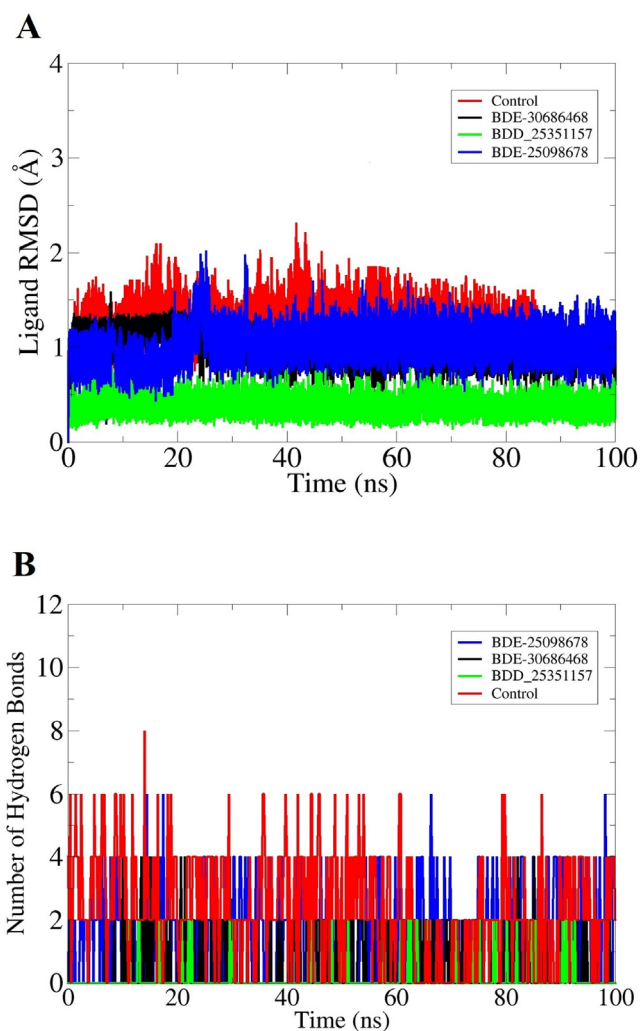 A
Ligand RMSD (Å)
4
3
2
1
0
Control
BDE-30686468
BDD_25351157
BDE-25098678
0 20 40 60 80 100
Time (ns)
B
Number of Hydrogen Bonds
12
10
8
6
4
2
0
BDE-25098678
BDE-30686468
BDD_25351157
Control
0 20 40 60 80 100
Time (ns)